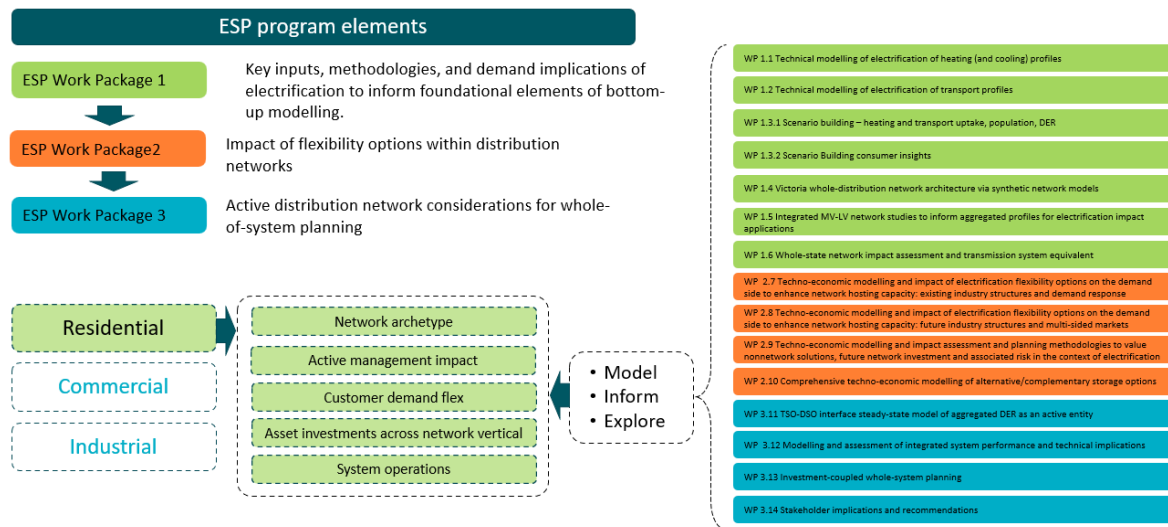 ESP program elements
ESP Work Package 1
Key inputs, methodologies, and demand implications of
electrification to inform foundational elements of bottom-
up modelling.
ESP Work Package2
Impact of flexibility options within distribution
networks
ESP Work Package 3
Active distribution network considerations for whole-
of-system planning
Residential
Commercial
Industrial
Network archetype
Active management impact
Customer demand flex
Asset investments across network vertical
System operations
• Model
• Inform
• Explore
WP 1.1 Technical modelling of electrification of heating (and cooling) profiles
WP 1.2 Technical modelling of electrification of transport profiles
WP 1.3.1 Scenario building – heating and transport uptake, population, DER
WP 1.3.2 Scenario Building consumer insights
WP 1.4 Victoria whole-distribution network architecture via synthetic network models
WP 1.5 Integrated MV-LV network studies to inform aggregated profiles for electrification impact
applications
WP 1.6 Whole-state network impact assessment and transmission system equivalent
WP 2.7 Techno-economic modelling and impact of electrification flexibility options on the demand
side to enhance network hosting capacity: existing industry structures and demand response
WP 2.8 Techno-economic modelling and impact of electrification flexibility options on the demand
side to enhance network hosting capacity: future industry structures and multi-sided markets
WP 2.9 Techno-economic modelling and impact assessment and planning methodologies to value
nonnetwork solutions, future network investment and associated risk in the context of electrification
WP 2.10 Comprehensive techno-economic modelling of alternative/complementary storage options
WP 3.11 TSO-DSO interface steady-state model of aggregated DER as an active entity
WP 3.12 Modelling and assessment of integrated system performance and technical implications
WP 3.13 Investment-coupled whole-system planning
WP 3.14 Stakeholder implications and recommendations